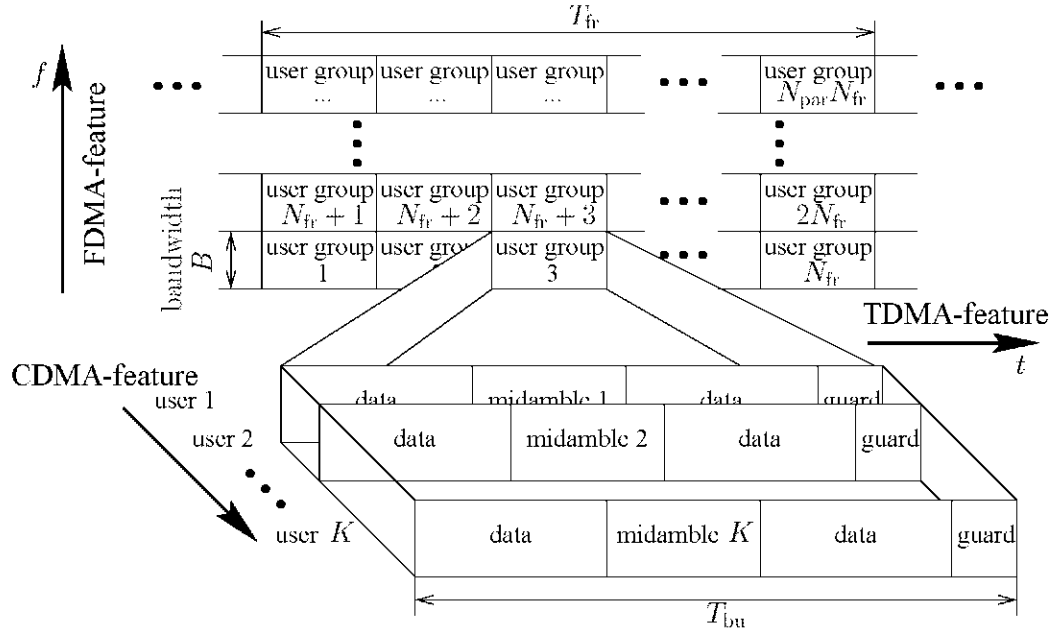 T_fr
f
FDMA-feature
user group
...
user group
...
user group
...
user group
N_par N_fr
bandwidth
B
user group
N_fr + 1
user group
N_fr + 2
user group
N_fr + 3
user group
2N_fr
user group
1
user group
user group
3
user group
N_fr
TDMA-feature
t
CDMA-feature
user 1
data
midamble 1
data
guard
user 2
data
midamble 2
data
guard
user K
data
midamble K
data
guard
T_bu